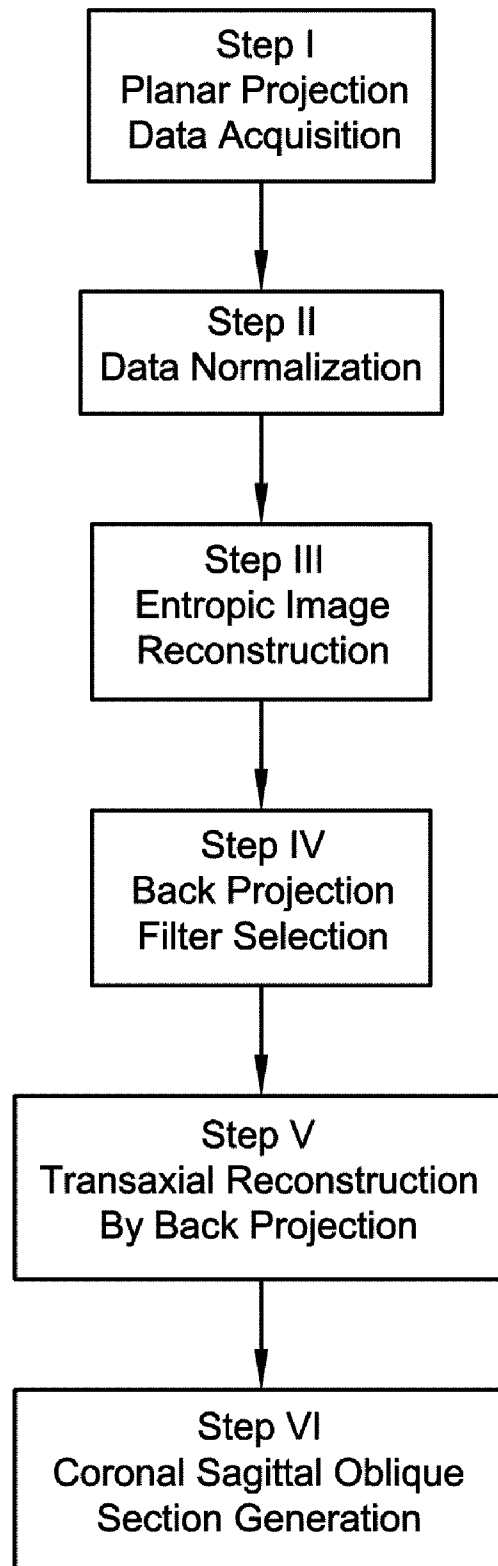 Step I
Planar Projection
Data Acquisition
Step II
Data Normalization
Step III
Entropic Image
Reconstruction
Step IV
Back Projection
Filter Selection
Step V
Transaxial Reconstruction
By Back Projection
Step VI
Coronal Sagittal Oblique
Section Generation